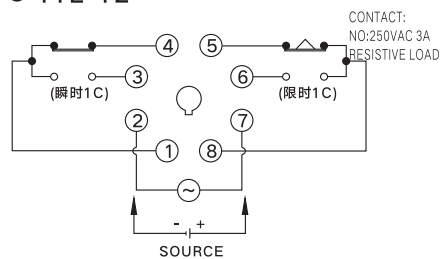 CONTACT:
NO:250VAC 3A
RESISTIVE LOAD
4
5
3
6
(瞬时1C)
(限时1C)
2
7
1
8
~
- +
SOURCE